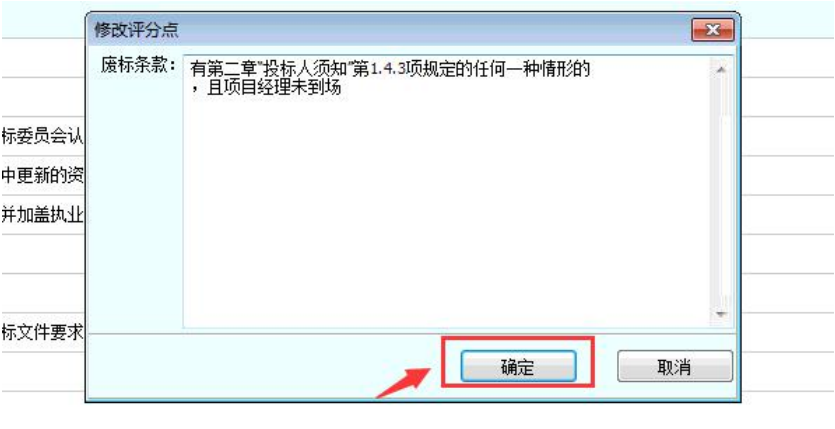 修改评分点
废标条款：
有第二章“投标人须知”第1.4.3项规定的任何一种情形的
，且项目经理未到场
标委员会认
中更新的资
并加盖执业
标文件要求
确定
取消